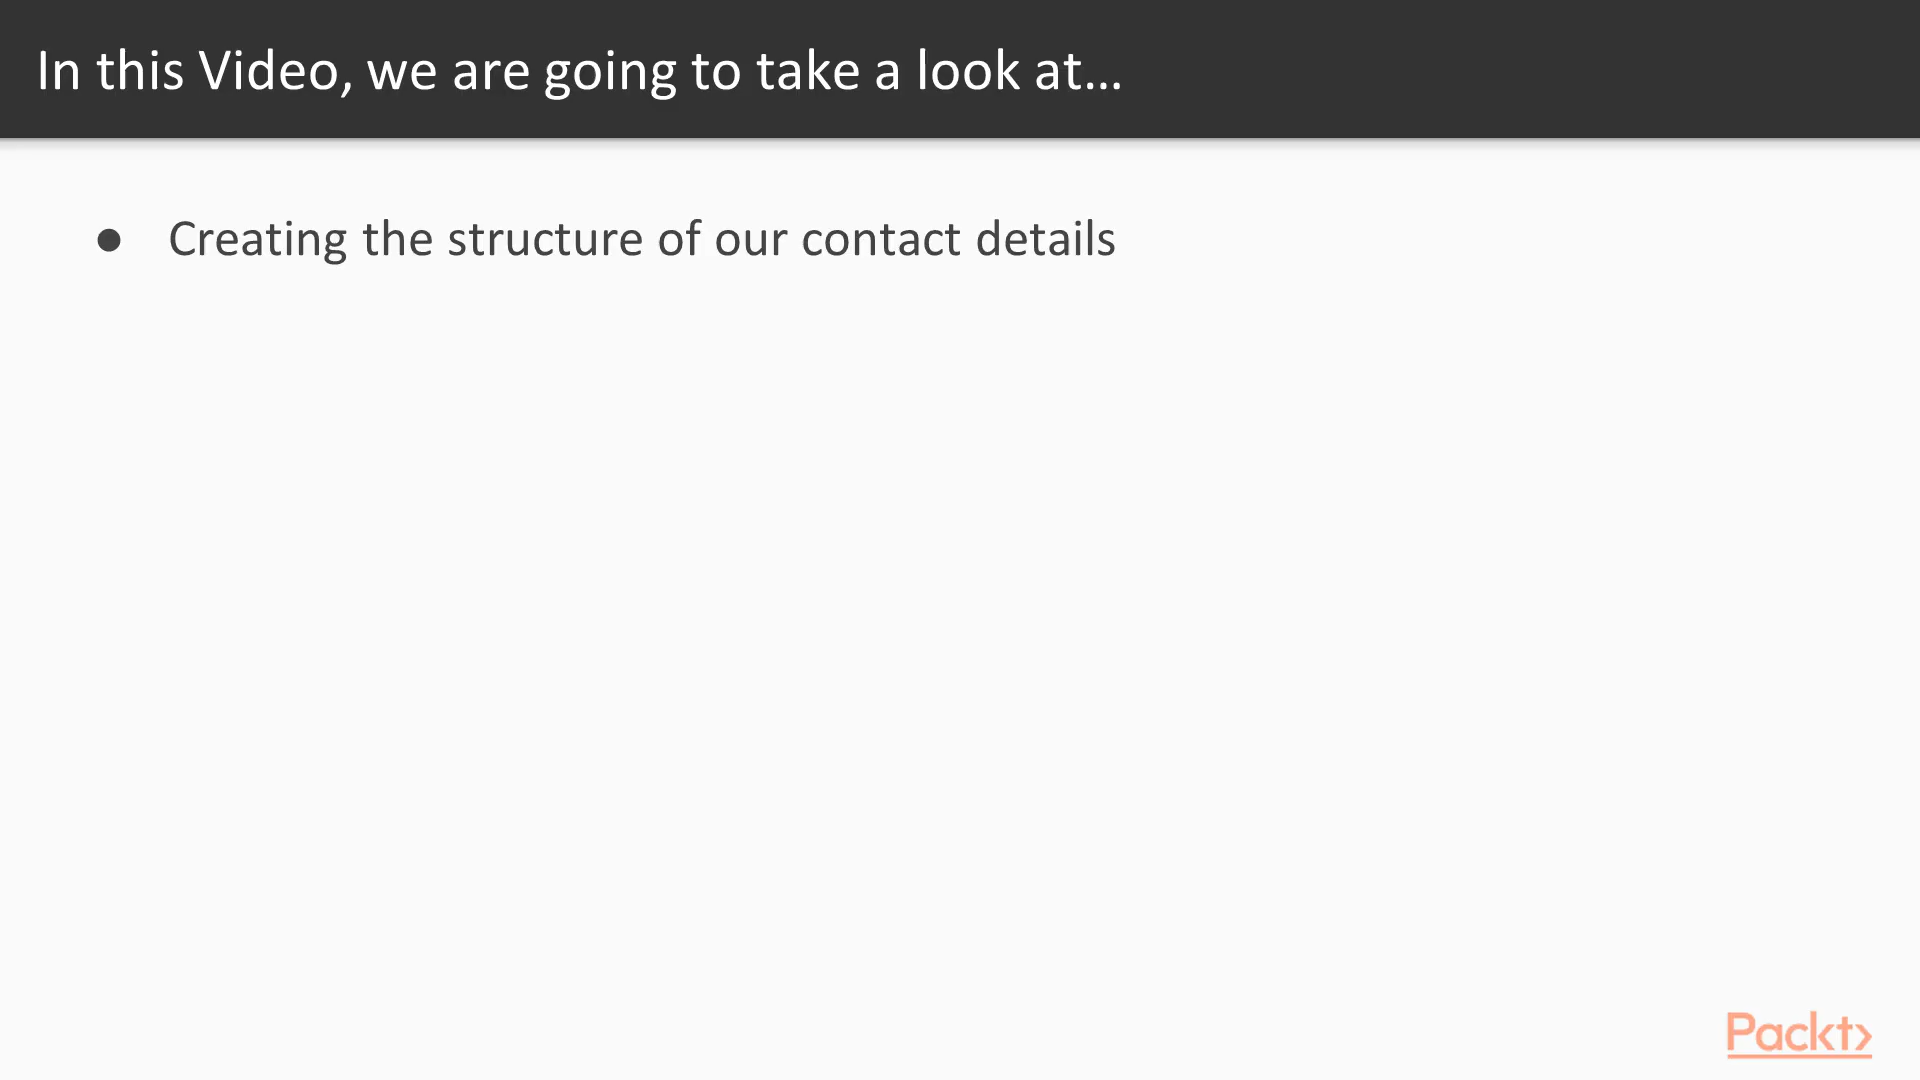 In this Video, we are going to take a look at...
● Creating the structure of our contact details
Packt>